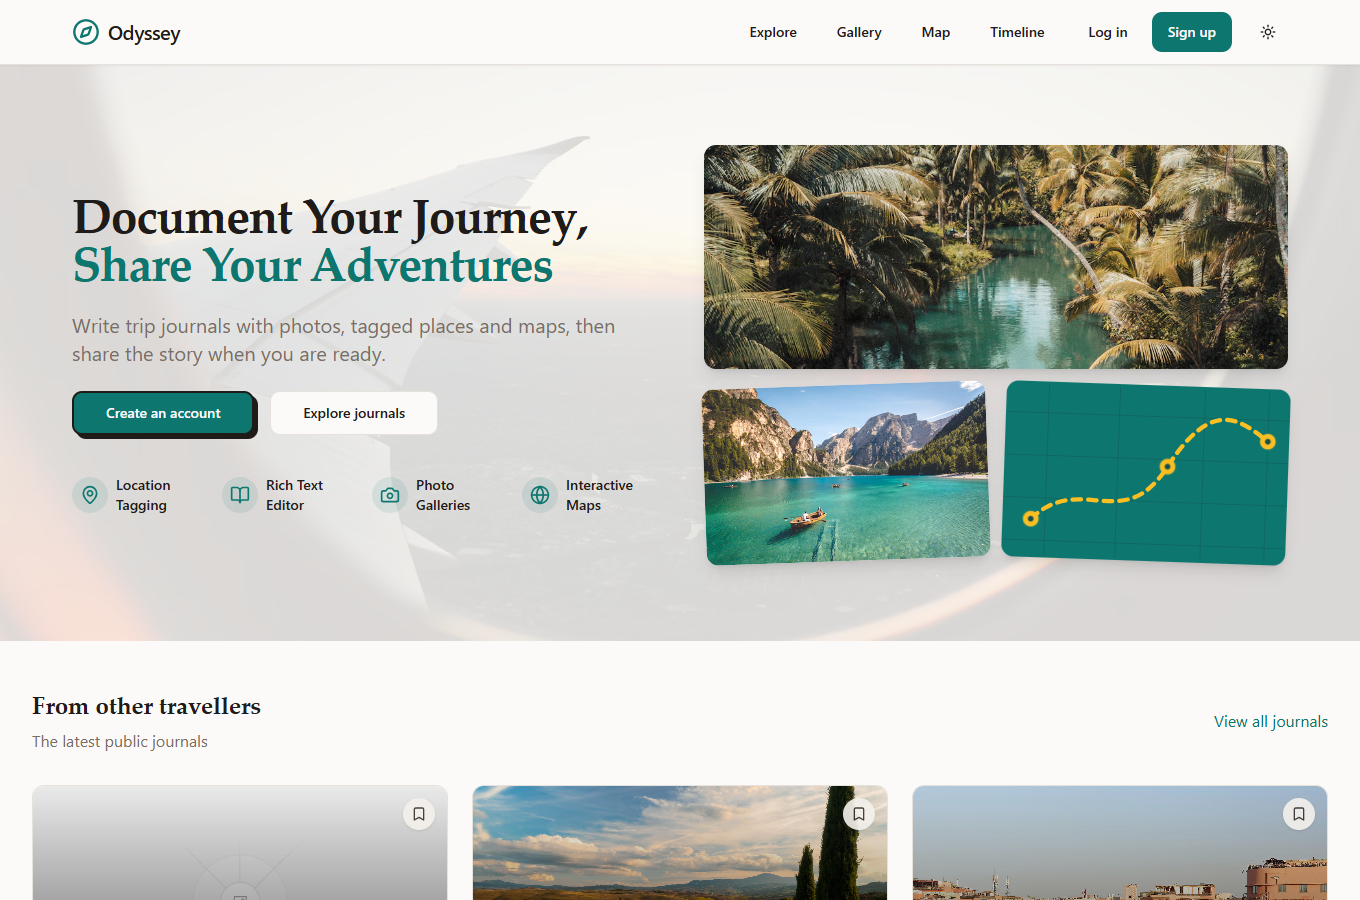 Odyssey
Explore
Gallery
Map
Timeline
Log in
Sign up
Document Your Journey,
Share Your Adventures
Write trip journals with photos, tagged places and maps, then
share the story when you are ready.
Create an account
Explore journals
Location
Tagging
Rich Text
Editor
Photo
Galleries
Interactive
Maps
From other travellers
The latest public journals
View all journals